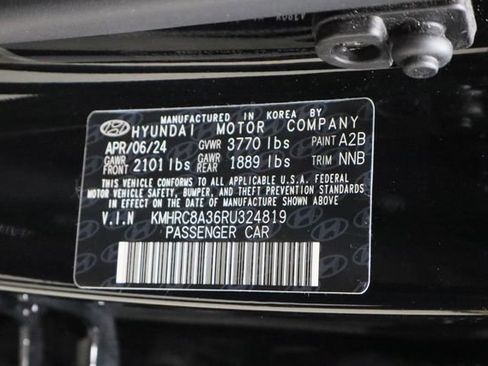 MANUFACTURED IN KOREA BY
HYUNDAI MOTOR COMPANY
APR/06/24 GVWR 3770 lbs PAINT A2B
GAWR FRONT 2101 lbs GAWR REAR 1889 lbs TRIM NNB
THIS VEHICLE CONFORMS TO ALL APPLICABLE U.S.A. FEDERAL
MOTOR VEHICLE SAFETY, BUMPER, AND THEFT PREVENTION STANDARDS
IN EFFECT ON THE DATE OF MANUFACTURE SHOWN ABOVE.
V.I.N KMHRC8A36RU324819
PASSENGER CAR